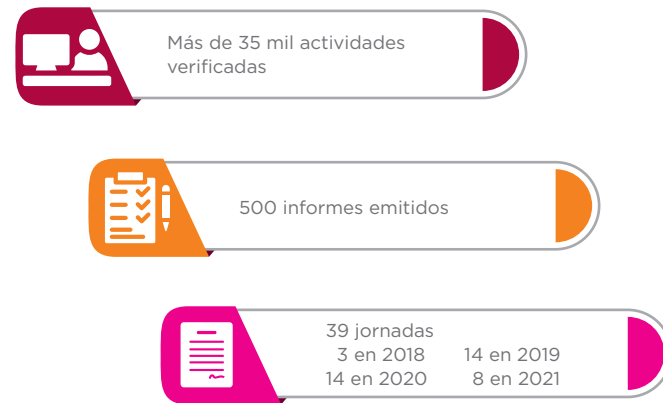 Más de 35 mil actividades
verificadas
500 informes emitidos
39 jornadas
3 en 2018 14 en 2019
14 en 2020 8 en 2021